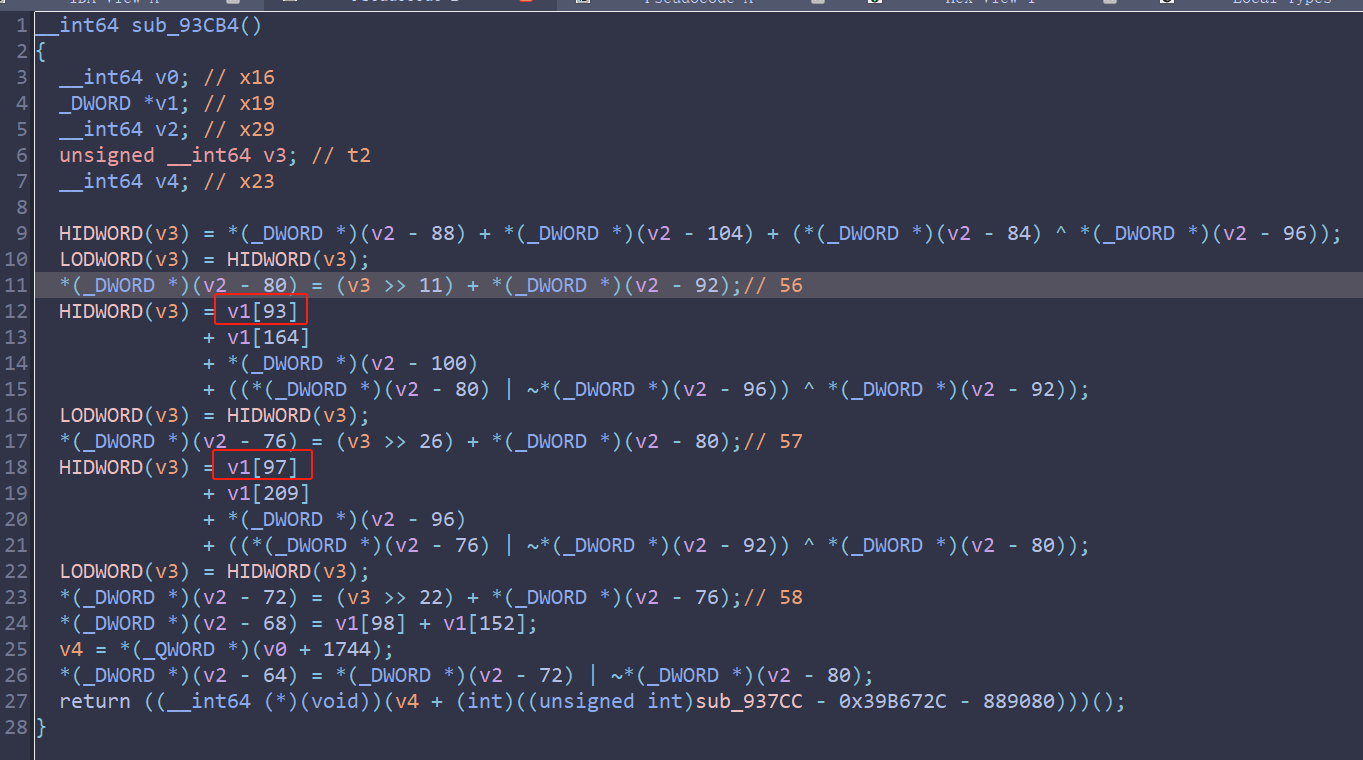 IDA View-A Pseudocode-B Pseudocode-A Hex View-1 Local Types
1 __int64 sub_93CB4()
2 {
3   __int64 v0; // x16
4   _DWORD *v1; // x19
5   __int64 v2; // x29
6   unsigned __int64 v3; // t2
7   __int64 v4; // x23
8
9   HIDWORD(v3) = *(_DWORD *)(v2 - 88) + *(_DWORD *)(v2 - 104) + (*(_DWORD *)(v2 - 84) ^ *(_DWORD *)(v2 - 96));
10   LODWORD(v3) = HIDWORD(v3);
11   *(_DWORD *)(v2 - 80) = (v3 >> 11) + *(_DWORD *)(v2 - 92);// 56
12   HIDWORD(v3) = v1[93]
13               + v1[164]
14               + *(_DWORD *)(v2 - 100)
15               + ((*(_DWORD *)(v2 - 80) | ~*(_DWORD *)(v2 - 96)) ^ *(_DWORD *)(v2 - 92));
16   LODWORD(v3) = HIDWORD(v3);
17   *(_DWORD *)(v2 - 76) = (v3 >> 26) + *(_DWORD *)(v2 - 80);// 57
18   HIDWORD(v3) = v1[97]
19               + v1[209]
20               + *(_DWORD *)(v2 - 96)
21               + ((*(_DWORD *)(v2 - 76) | ~*(_DWORD *)(v2 - 92)) ^ *(_DWORD *)(v2 - 80));
22   LODWORD(v3) = HIDWORD(v3);
23   *(_DWORD *)(v2 - 72) = (v3 >> 22) + *(_DWORD *)(v2 - 76);// 58
24   *(_DWORD *)(v2 - 68) = v1[98] + v1[152];
25   v4 = *(_QWORD *)(v0 + 1744);
26   *(_DWORD *)(v2 - 64) = *(_DWORD *)(v2 - 72) | ~*(_DWORD *)(v2 - 80);
27   return ((__int64 (*)(void))(v4 + (int)((unsigned int)sub_937CC - 0x39B672C - 889080)))();
28 }